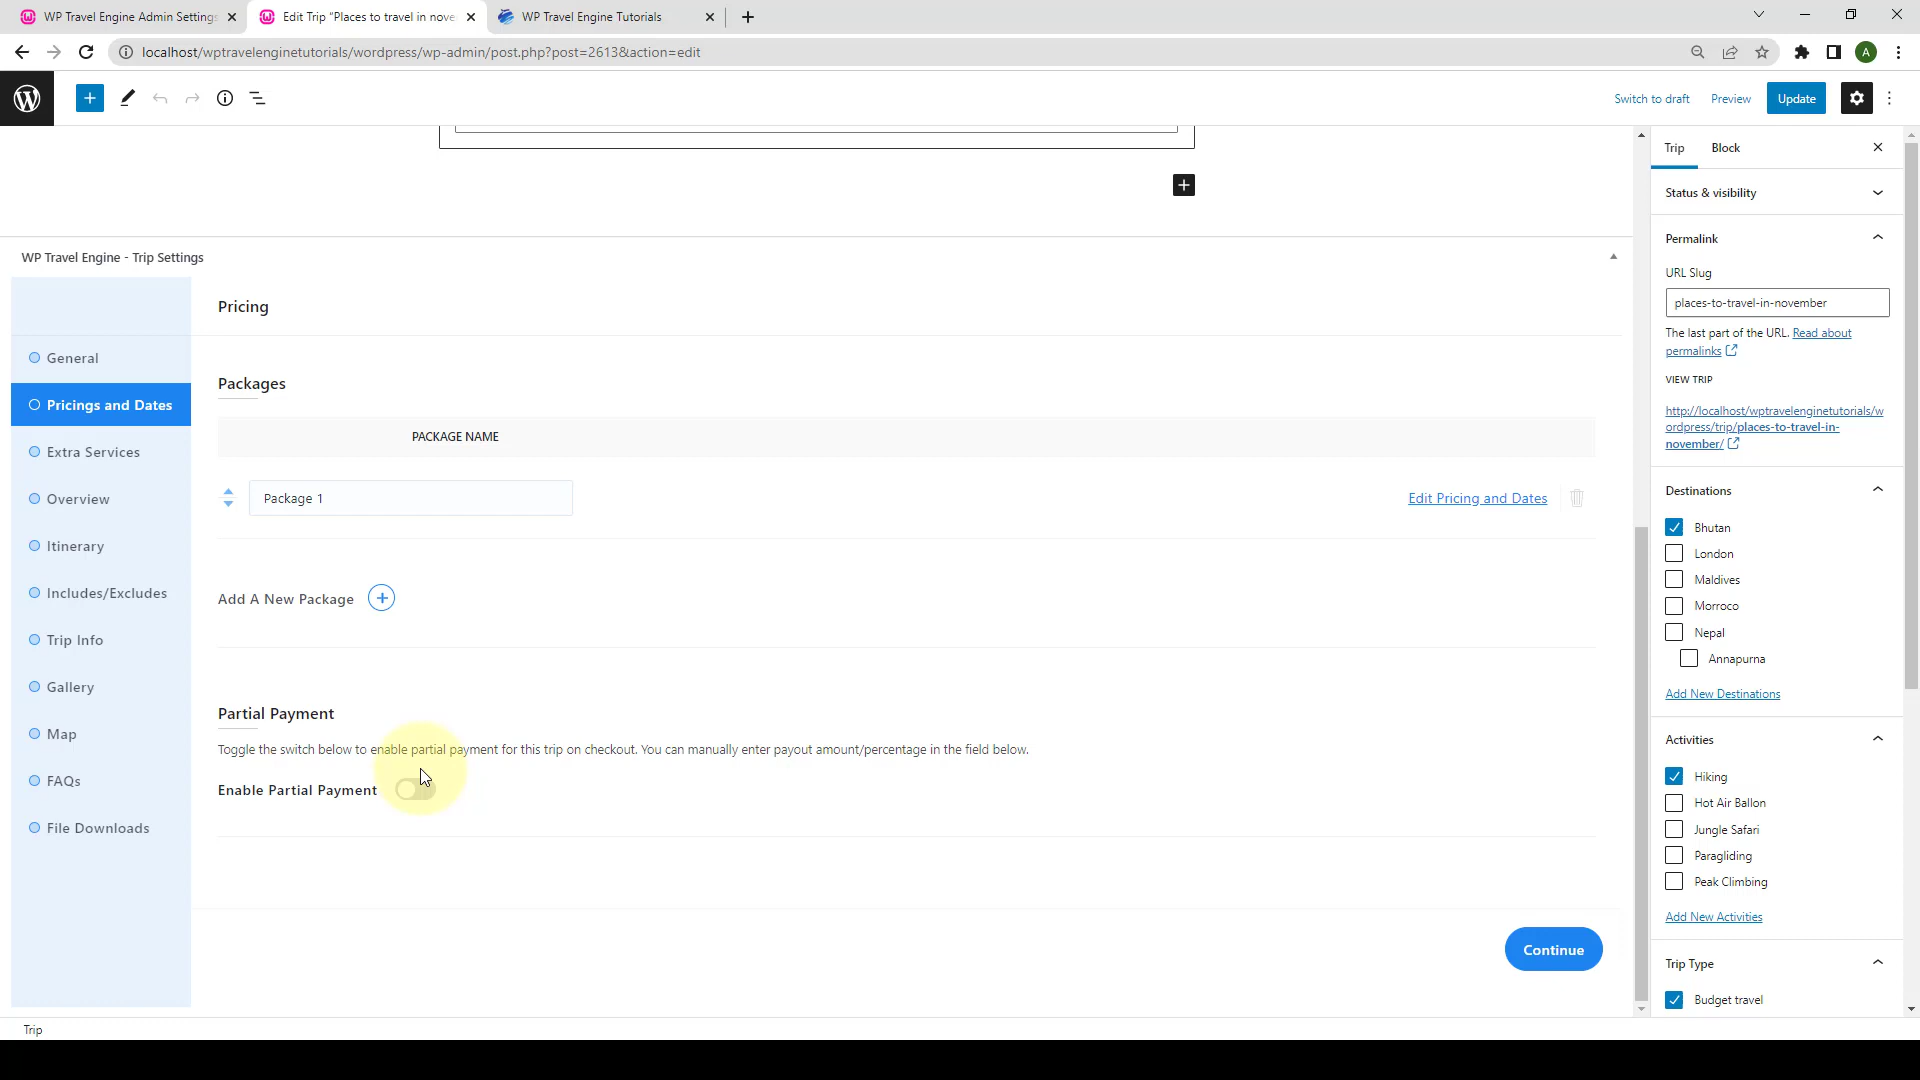 WP Travel Engine Admin Settings
Edit Trip “Places to travel in nove
WP Travel Engine Tutorials
localhost/wptravelenginetutorials/wordpress/wp-admin/post.php?post=2613&action=edit
A
Switch to draft
Preview
Update
Trip
Block
Status & visibility
Permalink
URL Slug
places-to-travel-in-november
The last part of the URL. Read about
permalinks
VIEW TRIP
http://localhost/wptravelenginetutorials/w
ordpress/trip/places-to-travel-in-
november/
Destinations
Bhutan
London
Maldives
Morroco
Nepal
Annapurna
Add New Destinations
Activities
Hiking
Hot Air Ballon
Jungle Safari
Paragliding
Peak Climbing
Add New Activities
Trip Type
Budget travel
WP Travel Engine - Trip Settings
General
Pricings and Dates
Extra Services
Overview
Itinerary
Includes/Excludes
Trip Info
Gallery
Map
FAQs
File Downloads
Pricing
Packages
PACKAGE NAME
Package 1
Edit Pricing and Dates
Add A New Package
Partial Payment
Toggle the switch below to enable partial payment for this trip on checkout. You can manually enter payout amount/percentage in the field below.
Enable Partial Payment
Continue
Trip